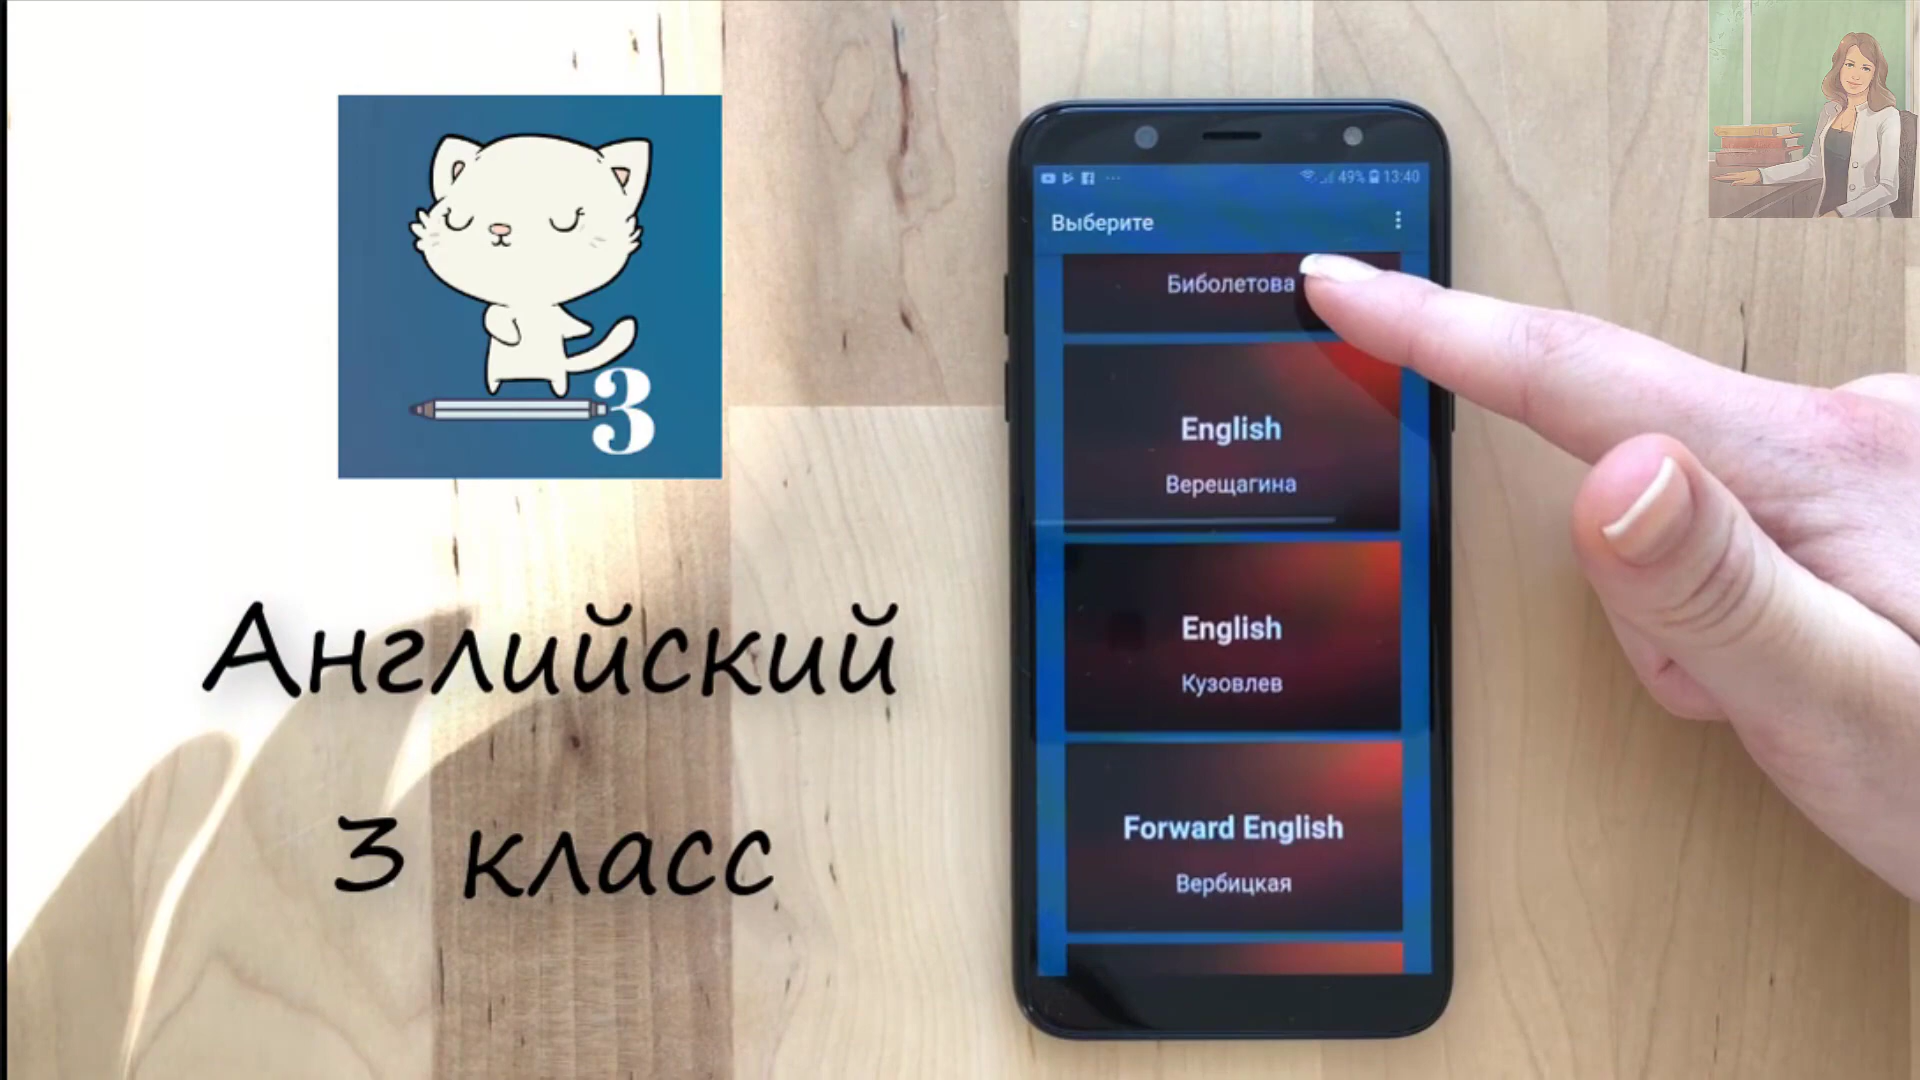 3
Английский
3 класс
49% 13:40
Выберите
Биболетова
English
Верещагина
English
Кузовлев
Forward English
Вербицкая